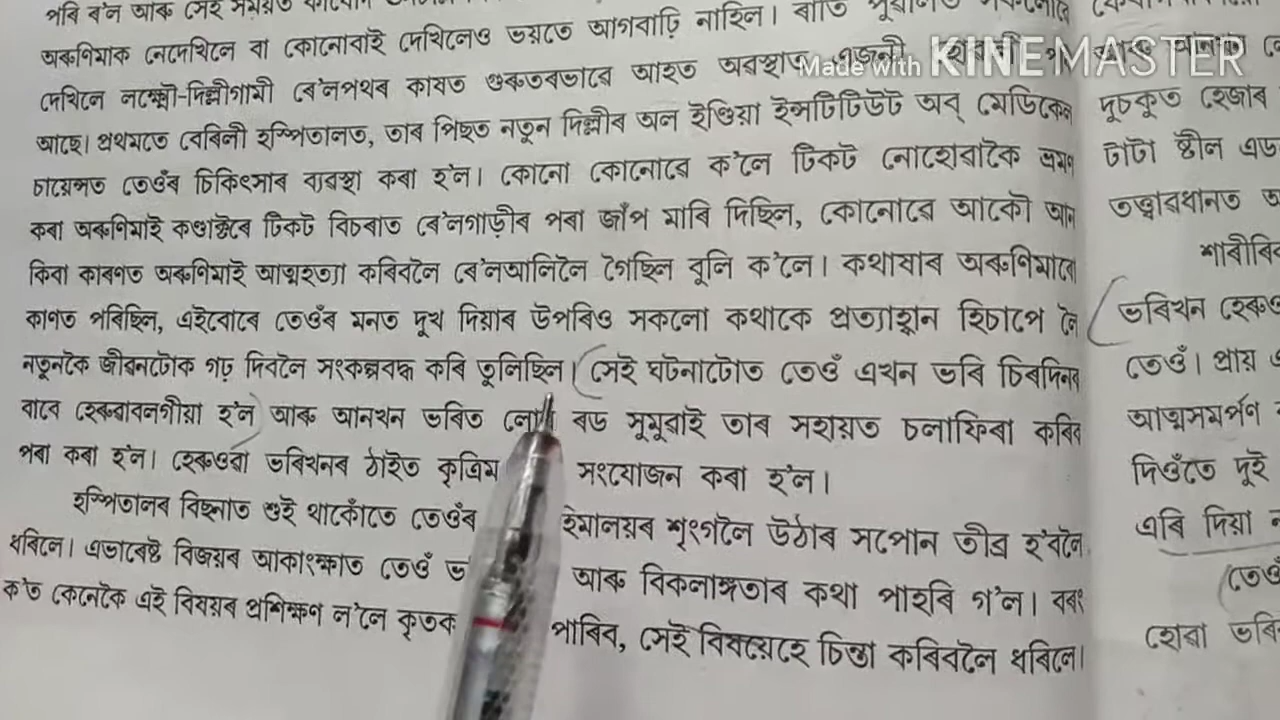 পৰি ৰ'ল আৰু সেই সময়ত
অৰুণিমাক নেদেখিলে বা কোনোবাই দেখিলেও ভয়তে আগবাঢ়ি নাহিল। ৰাতি পুৱালত
দেখিলে লক্ষ্ণৌ-দিল্লীগামী ৰে'লপথৰ কাষত গুৰুতৰভাবে আহত অৱস্থাত এজনী
আছে। প্ৰথমতে বেৰিলী হস্পিতালত, তাৰ পিছত নতুন দিল্লীৰ অল ইণ্ডিয়া ইন্সটিটিউট অব্ মেডিকেল
চায়েন্সত তেওঁৰ চিকিৎসাৰ ব্যৱস্থা কৰা হ'ল। কোনো কোনোৱে ক'লে টিকট নোহোৱাকৈ ভ্ৰমণ
কৰা অৰুণিমাই কণ্ডাক্টৰে টিকট বিচৰাত ৰে'লগাড়ীৰ পৰা জাঁপ মাৰি দিছিল, কোনোৱে আকৌ আন
কিবা কাৰণত অৰুণিমাই আত্মহত্যা কৰিবলৈ ৰে'লআলিলৈ গৈছিল বুলি ক'লে। কথাষাৰ অৰুণিমাৰো
কাণত পৰিছিল, এইবোৰে তেওঁৰ মনত দুখ দিয়াৰ উপৰিও সকলো কথাকে প্ৰত্যাহ্বান হিচাপে লৈ
নতুনকৈ জীৱনটোক গঢ় দিবলৈ সংকল্পবদ্ধ কৰি তুলিছিল। সেই ঘটনাটোত তেওঁ এখন ভৰি চিৰদিনৰ
বাবে হেৰুৱাবলগীয়া হ'ল আৰু আনখন ভৰিত ৰড সুমুৱাই তাৰ সহায়ত চলাফিৰা কৰিব
পৰা কৰা হ'ল। হেৰুওৱা ভৰিখনৰ ঠাইত কৃত্ৰিম সংযোজন কৰা হ'ল।
হস্পিতালৰ বিছনাত শুই থাকোঁতে তেওঁৰ হিমালয়ৰ শৃংগলৈ উঠাৰ সপোন তীব্ৰ হ'বলৈ
ধৰিলে। এভাৰেষ্ট বিজয়ৰ আকাংক্ষাত তেওঁ আৰু বিকলাঙ্গতাৰ কথা পাহৰি গ'ল। বৰং
ক'ত কেনেকৈ এই বিষয়ৰ প্ৰশিক্ষণ ল'লে পাৰিব, সেই বিষয়েহে চিন্তা কৰিবলৈ ধৰিলে।
দুচকুত হেজাৰ
টাটা ষ্টীল
তত্ত্বাৱধানত
ভৰিখন
তেওঁ। প্ৰায়
আত্মসমৰ্পণ
দিওঁতে দুই
এৰি দিয়া
তেওঁ
হোৱা
Made with KINEMASTER